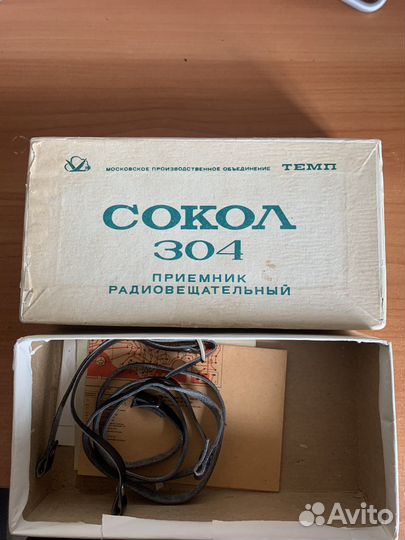 МОСКОВСКОЕ ПРОИЗВОДСТВЕННОЕ ОБЪЕДИНЕНИЕ ТЕМП
СОКОЛ
304
ПРИЕМНИК
РАДИОВЕЩАТЕЛЬНЫЙ
Avito